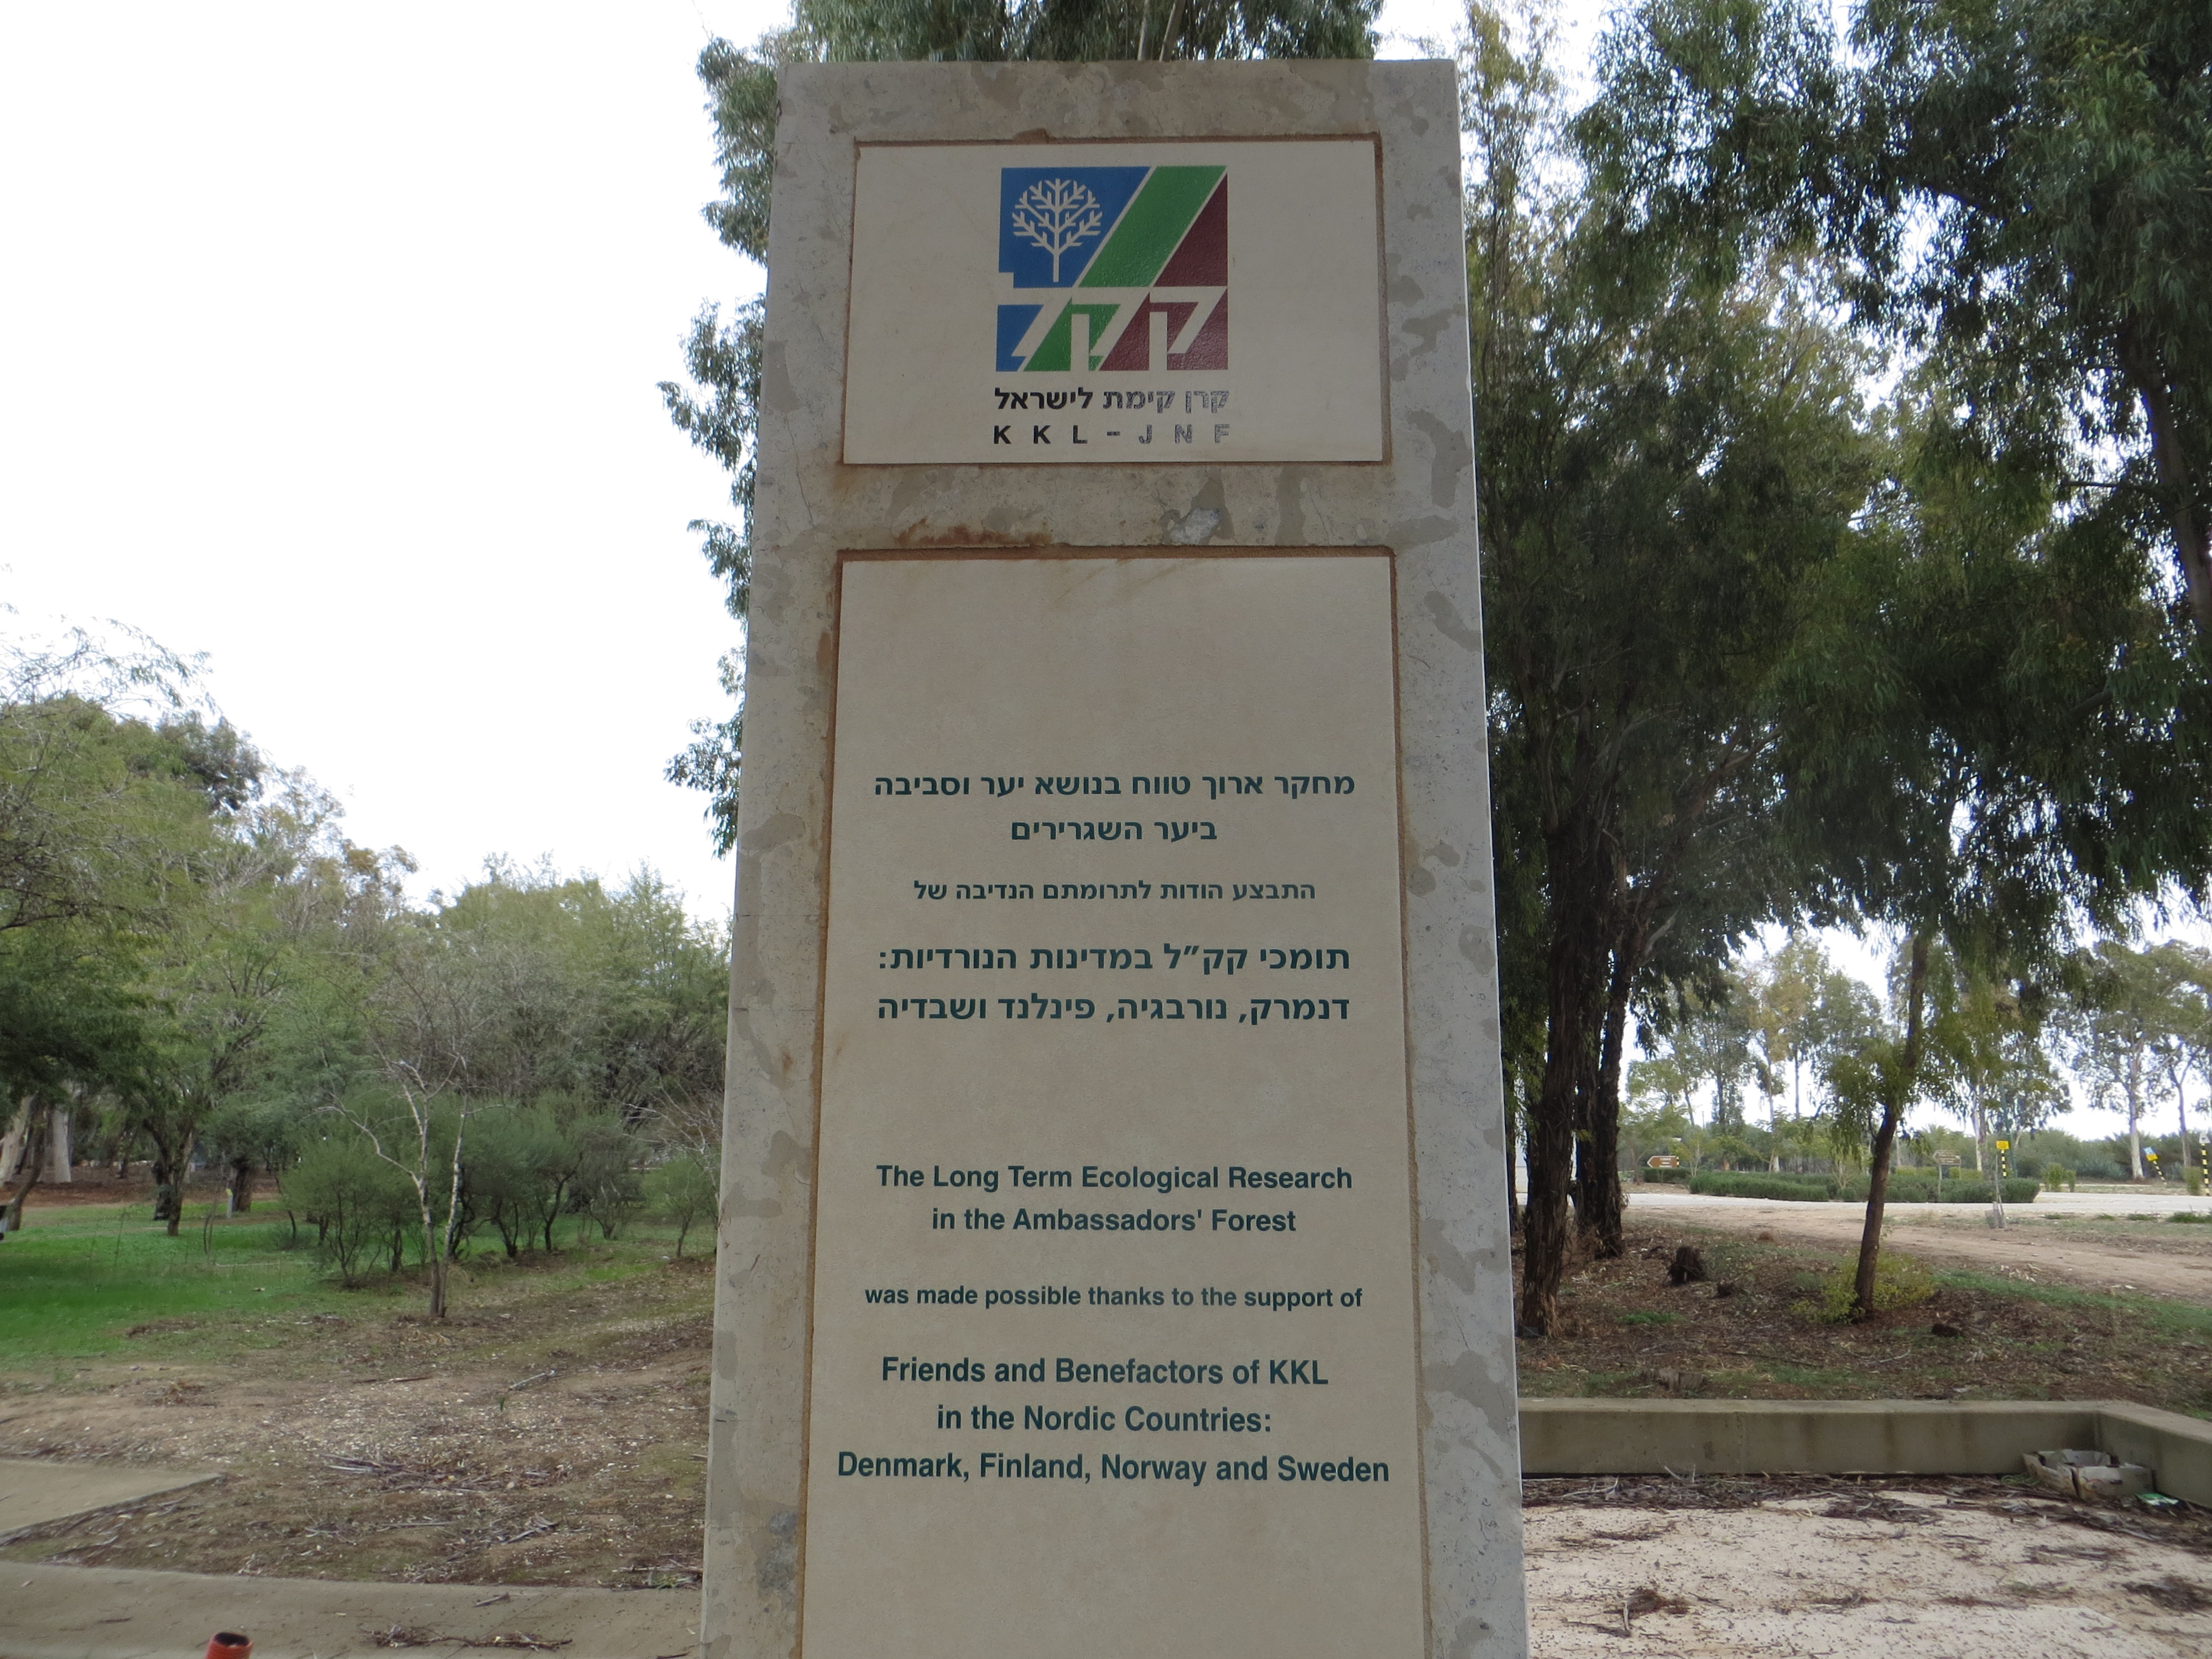 קק"ל
קרן קימת לישראל
KKL-JNF
מחקר ארוך טווח בנושא יער וסביבה
ביער השגרירים
התבצע הודות לתרומתם הנדיבה של
תומכי קק"ל במדינות הנורדיות:
דנמרק, נורבגיה, פינלנד ושבדיה
The Long Term Ecological Research
in the Ambassadors' Forest
was made possible thanks to the support of
Friends and Benefactors of KKL
in the Nordic Countries:
Denmark, Finland, Norway and Sweden